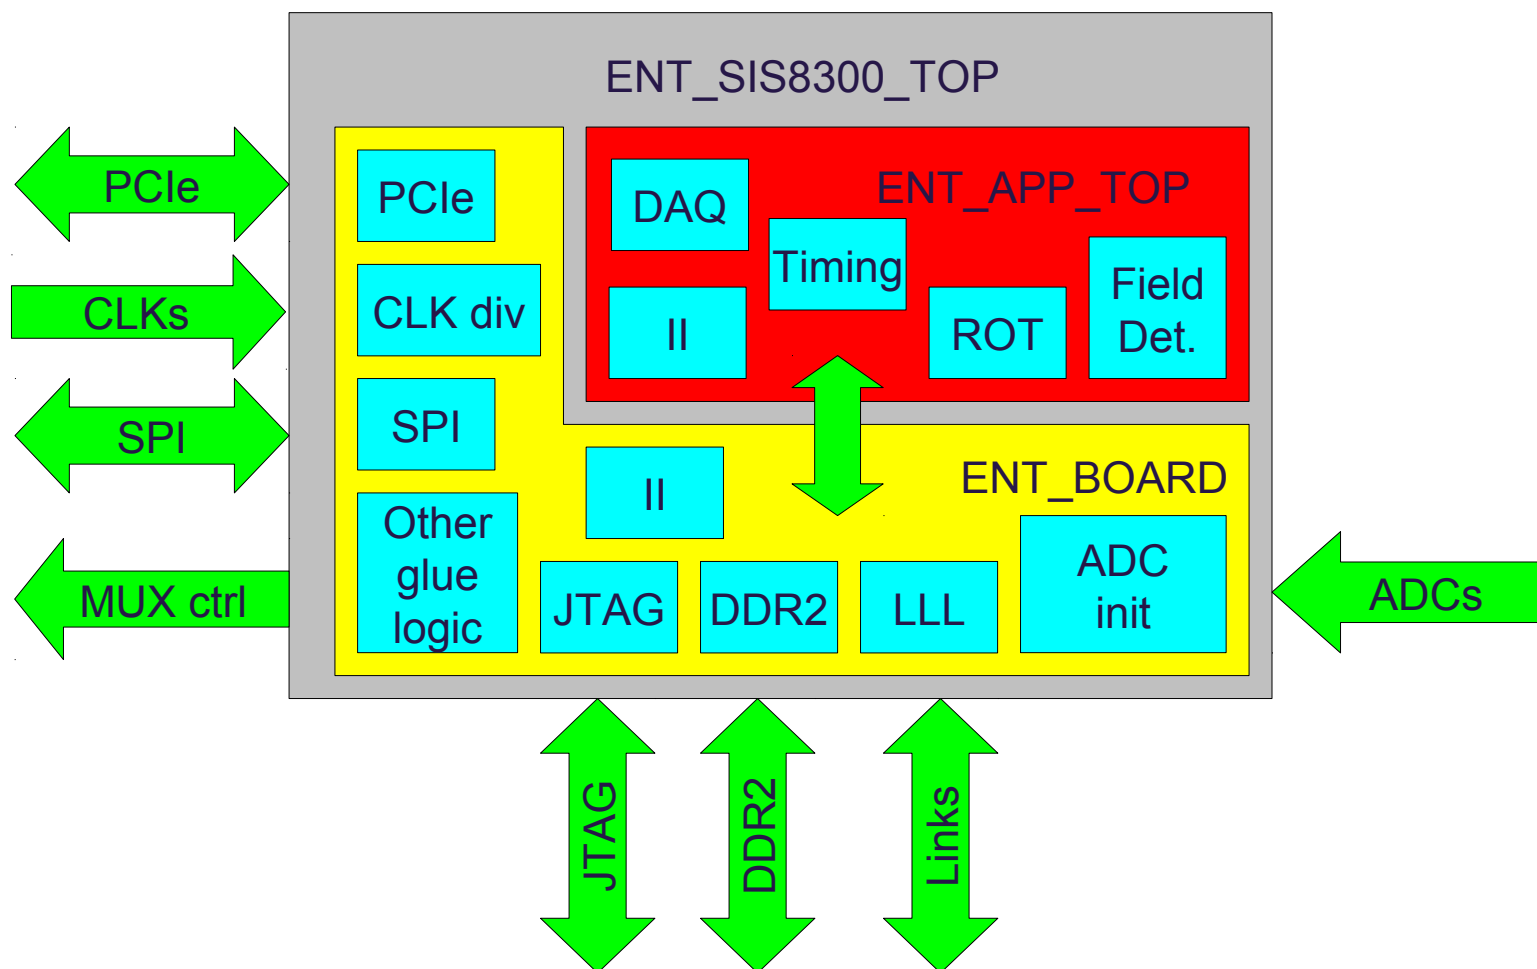 ENT_SIS8300_TOP
PCIe
CLKs
SPI
MUX ctrl
PCIe
CLK div
SPI
Other
glue
logic
ENT_APP_TOP
DAQ
Timing
II
ROT
Field
Det.
ENT_BOARD
II
JTAG
DDR2
LLL
ADC
init
ADCs
JTAG
DDR2
Links